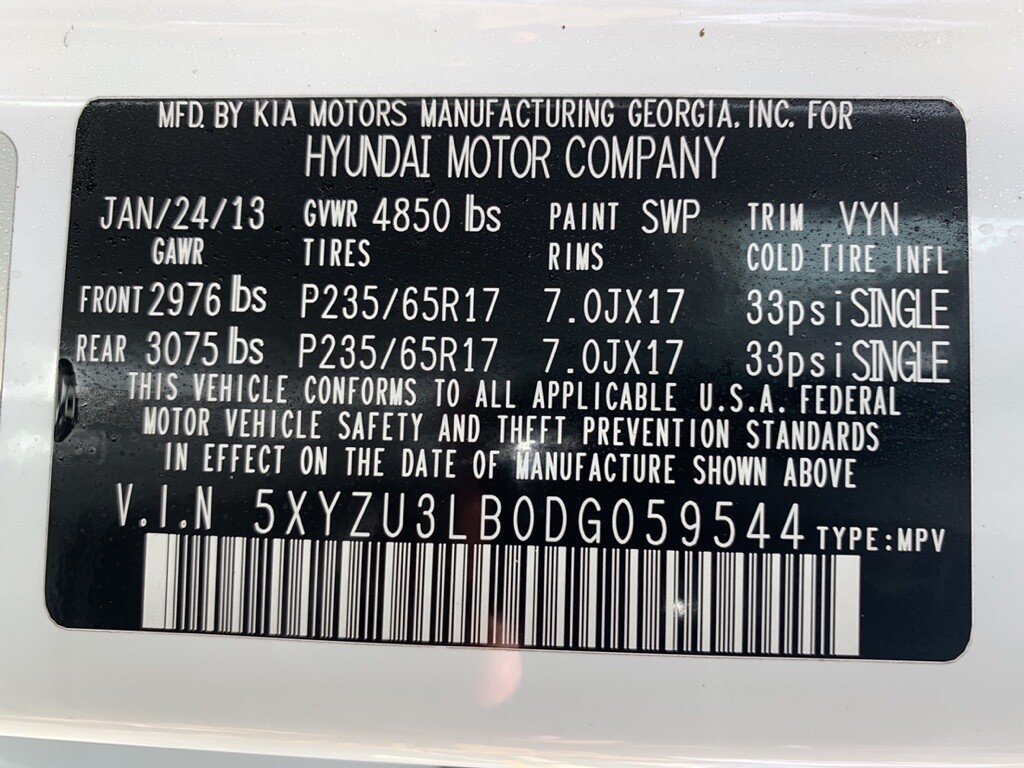 MFD. BY KIA MOTORS MANUFACTURING GEORGIA, INC. FOR
HYUNDAI MOTOR COMPANY
JAN/24/13 GVWR 4850 lbs PAINT SWP TRIM VYN
GAWR TIRES RIMS COLD TIRE INFL
FRONT 2976 lbs P235/65R17 7.0JX17 33psi SINGLE
REAR 3075 lbs P235/65R17 7.0JX17 33psi SINGLE
THIS VEHICLE CONFORMS TO ALL APPLICABLE U.S.A. FEDERAL
MOTOR VEHICLE SAFETY AND THEFT PREVENTION STANDARDS
IN EFFECT ON THE DATE OF MANUFACTURE SHOWN ABOVE
V.I.N 5XYZU3LB0DG059544 TYPE:MPV